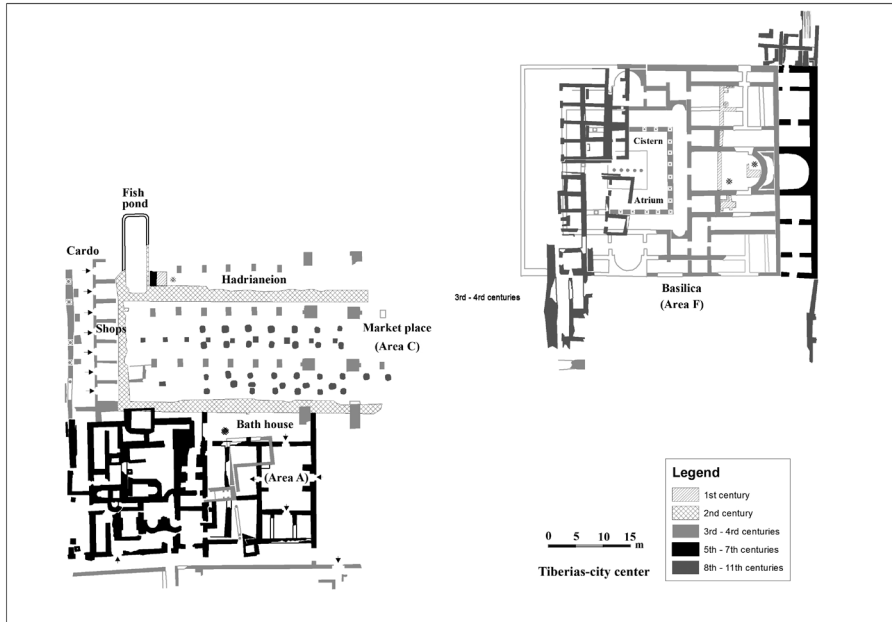 Fish
pond
Cardo
Hadrianeion
Shops
Market place
(Area C)
Bath house
(Area A)
Cistern
Atrium
Basilica
(Area F)
3rd - 4rd centuries
0 5 10 15 m
Tiberias-city center
Legend
1st century
2nd century
3rd - 4rd centuries
5th - 7th centuries
8th - 11th centuries